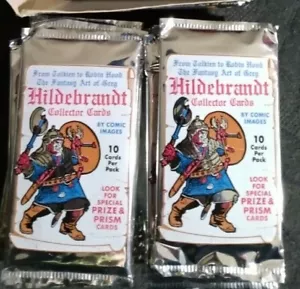 From Tolkien to Robin Hood
The Fantasy Art of Greg
Hildebrandt
Collector Cards
BY COMIC
IMAGES
10
Cards Per
Pack
LOOK
FOR
SPECIAL
PRIZE &
PRISM
CARDS
From Tolkien to Robin Hood
The Fantasy Art of Greg
Hildebrandt
Collector Cards
BY COMIC
IMAGES
10
Cards
Per Pack
LOOK
FOR
SPECIAL
PRIZE &
PRISM
CARDS